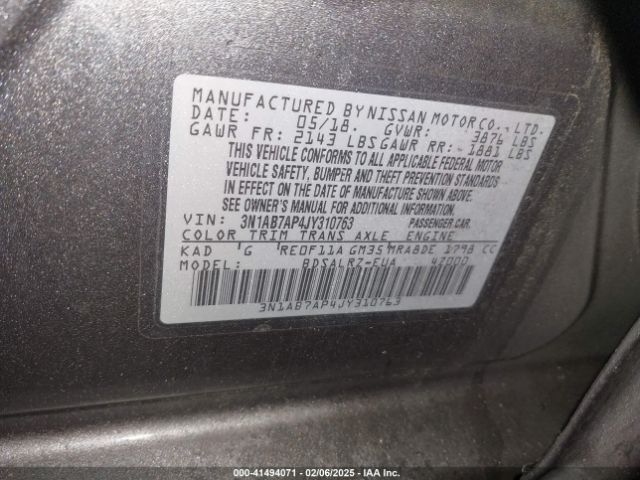 MANUFACTURED BY NISSAN MOTOR CO., LTD.
DATE: 05/18. GVWR: 3876 LBS
GAWR FR: 2143 LBS GAWR RR: 1881 LBS
THIS VEHICLE CONFORMS TO ALL APPLICABLE FEDERAL MOTOR
VEHICLE SAFETY, BUMPER AND THEFT PREVENTION STANDARDS
IN EFFECT ON THE DATE OF MANUFACTURE SHOWN ABOVE.
SEE OWNER'S MANUAL FOR ADDITIONAL INFORMATION.
VIN: 3N1AB7AP4JY310763 PASSENGER CAR.
COLOR TRIM TRANS AXLE ENGINE
KAD G RE0F11A GM35 MRA8DE 1798 CC
MODEL: BDSALRZ-EUA 42000
3N1AB7AP4JY310763
000-41494071 | 02/06/2025 | IAA Inc.